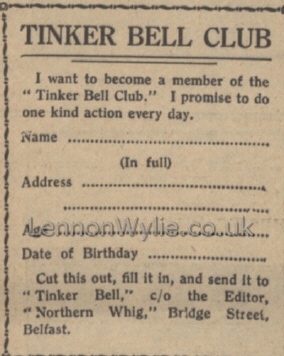 TINKER BELL CLUB
I want to become a member of the
"Tinker Bell Club." I promise to do
one kind action every day.
Name ................................................
(In full)
Address ............................................
............................................
Age ................................................
LennonWylie.co.uk
Date of Birthday ..............................
Cut this out, fill it in, and send it to
"Tinker Bell," c/o the Editor,
"Northern Whig," Bridge Street,
Belfast.